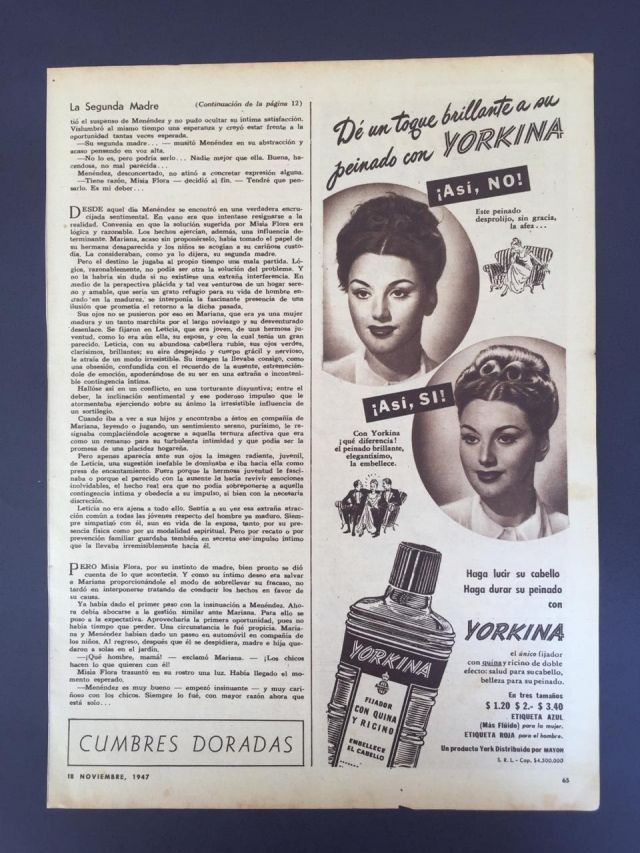 La Segunda Madre
(Continuación de la página 12)
tió el suspenso de Menéndez y no pudo ocultar su íntima satisfacción.
Vislumbró al mismo tiempo una esperanza y creyó estar frente a la
oportunidad tantas veces esperada.
—Su segunda madre... — musitó Menéndez en su abstracción y
acaso pensando en voz alta.
—No lo es, pero podría serlo... Nadie mejor que ella. Buena, ha-
cendosa, no mal parecida...
Menéndez, desconcertado, no atinó a concretar expresión alguna.
—Tiene razón, Misia Flora — decidió al fin. — Tendré que pen-
sarlo. Es mi deber...
DESDE aquel día Menéndez se encontró en una verdadera encru-
cijada sentimental. En vano era que intentase resignarse a la
realidad. Convenía en que la solución sugerida por Misia Flora era
lógica y razonable. Los hechos ejercían, además, una influencia de-
terminante. Mariana, acaso sin proponérselo, había tomado el papel de
su hermana desaparecida y los niños se acogían a su cariñosa custo-
dia. La consideraban, como ya lo dijera, su segunda madre.
Pero el destino le jugaba al propio tiempo una mala partida. Ló-
gica, razonablemente, no podía ser otra la solución del problema. Y
no la habría sin duda si no existiese una extraña interferencia. En
medio de la perspectiva plácida y tal vez venturosa de un hogar sere-
no y amable, que sería un grato refugio para su vida de hombre en-
trado en la madurez, se interponía la fascinante presencia de una
ilusión que prometía el retorno a la dicha pasada.
Sus ojos no se pusieron por eso en Mariana, que era ya una mujer
madura y un tanto marchita por el largo noviazgo y su desventurado
desenlace. Se fijaron en Leticia, que era joven, de una hermosa ju-
ventud, como lo era aún ella, su esposa, y con la cual tenía un gran
parecido. Leticia, con su abundosa cabellera rubia, sus ojos verdes,
clarísimos, brillantes; su aire despejado y cuerpo grácil y nervioso,
le atraía de un modo irresistible. Su imagen la llevaba consigo, como
una obsesión, confundida con el recuerdo de la ausente, estremecién-
dole de emoción, apoderándose de su ser en una extraña e inconteni-
ble contingencia íntima.
Hallóse así en un conflicto, en una torturante disyuntiva; entre el
deber, la inclinación sentimental y ese poderoso impulso que le
atormentaba ejerciendo sobre su ánimo la irresistible influencia de
un sortilegio.
Cuando iba a ver a sus hijos y encontraba a éstos en compañía de
Mariana, leyendo o jugando, un sentimiento sereno, purísimo, le re-
signaba complaciéndole acogerse a aquella ternura afectiva que era
como un remanso para su turbulenta intimidad y que podía ser la
promesa de una placidez hogareña.
Pero apenas aparecía ante sus ojos la imagen radiante, juvenil,
de Leticia, una sugestión inefable le dominaba e iba hacia ella como
presa de encantamiento. Fuera porque la hermosa juventud le fasci-
naba o porque el parecido con la ausente la hacía revivir emociones
inolvidables, el hecho real era que no podía sobreponerse a aquella
contingencia íntima y obedecía a su impulso, si bien con la necesaria
discreción.
Leticia no era ajena a todo ello. Sentía a su vez esa extraña atrac-
ción común a todas las jóvenes respecto del hombre ya maduro. Siem-
pre simpatizó con él, aun en vida de la esposa, tanto por su pre-
sencia física como por su modalidad espiritual. Pero por recato o por
prevención familiar guardaba también en secreto ese impulso íntimo
que la llevaba irremisiblemente hacia él.
PERO Misia Flora, por su instinto de madre, bien pronto se dió
cuenta de lo que acontecía. Y como su íntimo deseo era salvar
a Mariana proporcionándole el modo de sobrellevar su fracaso, no
tardó en interponerse tratando de conducir los hechos en favor de
su causa.
Ya había dado el primer paso con la insinuación a Menéndez. Aho-
ra debía abocarse a la gestión similar ante Mariana. Para ello se
puso a la expectativa. Aprovecharía la primera oportunidad, pues no
había tiempo que perder. Una circunstancia le fué propicia. Maria-
na y Menéndez habían dado un paseo en automóvil en compañía de
los niños. Al regreso, después que él se despidiera, madre e hija que-
daron a solas en el jardín.
—¡Qué hombre, mamá! — exclamó Mariana. — ¡Los chicos
hacen lo que quieren con él!
Misia Flora trasuntó en su rostro una luz. Había llegado el mo-
mento esperado.
—Menéndez es muy bueno — empezó insinuante — y muy cari-
ñoso con los chicos. Siempre lo fué, con mayor razón ahora que
está solo...
CUMBRES DORADAS
18 NOVIEMBRE, 1947
Dé un toque brillante a su
peinado con YORKINA
¡Así, NO!
Este peinado
desprolijo, sin gracia,
la afea...
¡Así, SI!
Con Yorkina
¡qué diferencia!
el peinado brillante,
elegantísimo,
la embellece.
YORKINA
FIJADOR
CON QUINA
Y RICINO
EMBELLECE
EL CABELLO
Haga lucir su cabello
Haga durar su peinado
con
YORKINA
el único fijador
con quina y ricino de doble
efecto: salud para su cabello,
belleza para su peinado.
En tres tamaños
$ 1.20 $ 2.- $ 3.40
ETIQUETA AZUL
(Más Flúido) para la mujer.
ETIQUETA ROJA para el hombre.
Un producto York Distribuído por MAYON
S. R. L. - Cap. $4.500.000
65